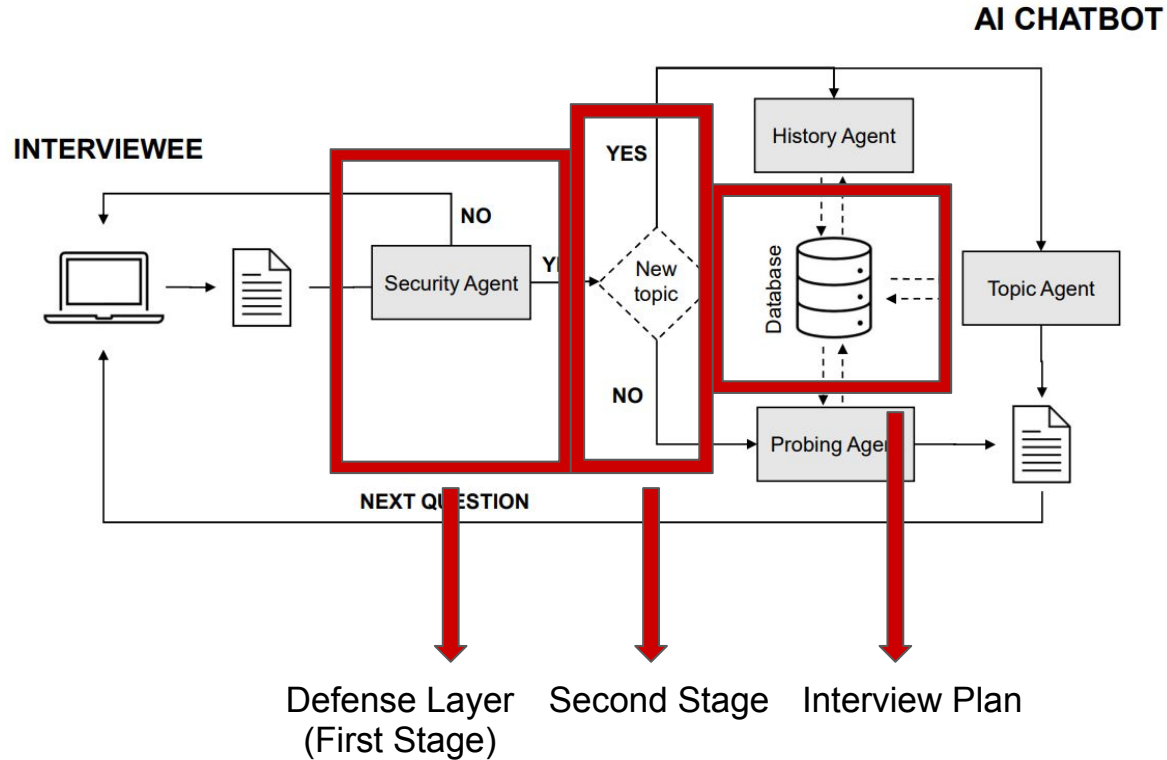 AI CHATBOT
INTERVIEWEE
History Agent
YES
NO
Security Agent
New
topic
Database
Topic Agent
NO
Probing Agent
NEXT QUESTION
Defense Layer
(First Stage)
Second Stage
Interview Plan